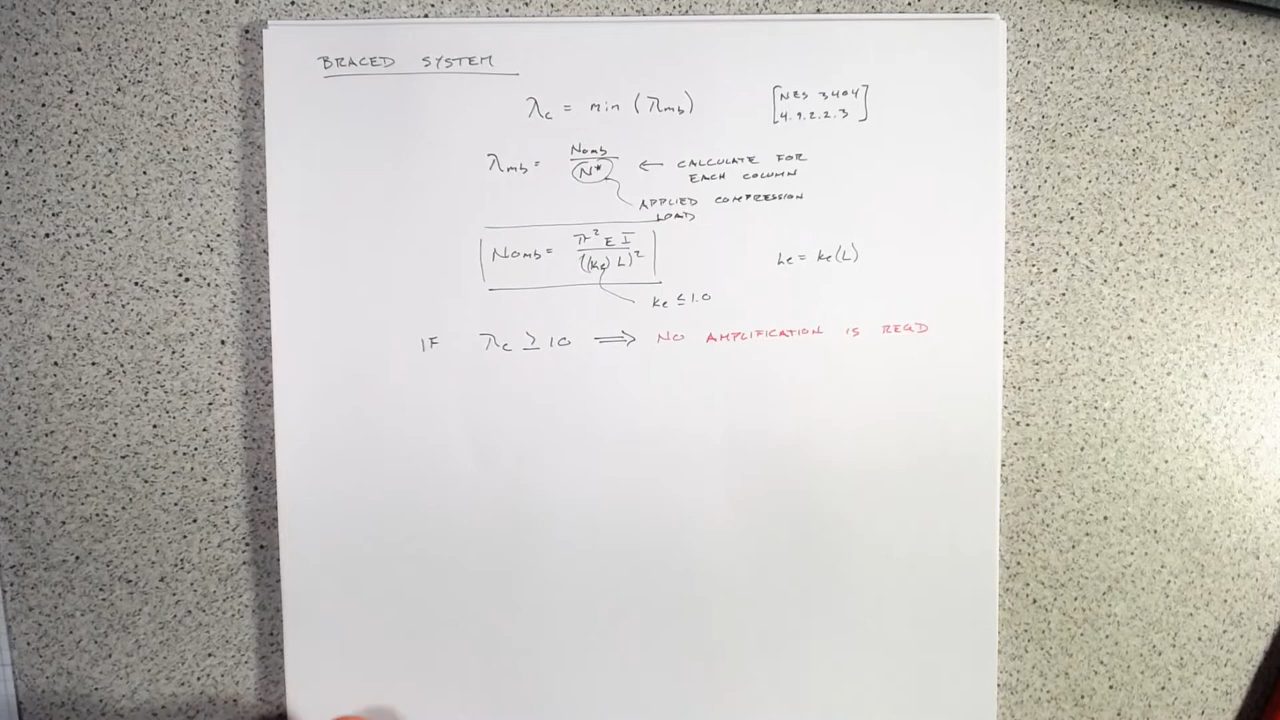 BRACED SYSTEM
λc = min (λmb)
[NZS 3404
4.9.2.2.3]
λmb = Nomb / N* ← CALCULATE FOR
EACH COLUMN
APPLIED COMPRESSION
LOAD
Nomb = π² E I / ((ke) L)²
Le = ke(L)
ke ≤ 1.0
IF λc ≥ 10 ⟹ NO AMPLIFICATION IS REQD